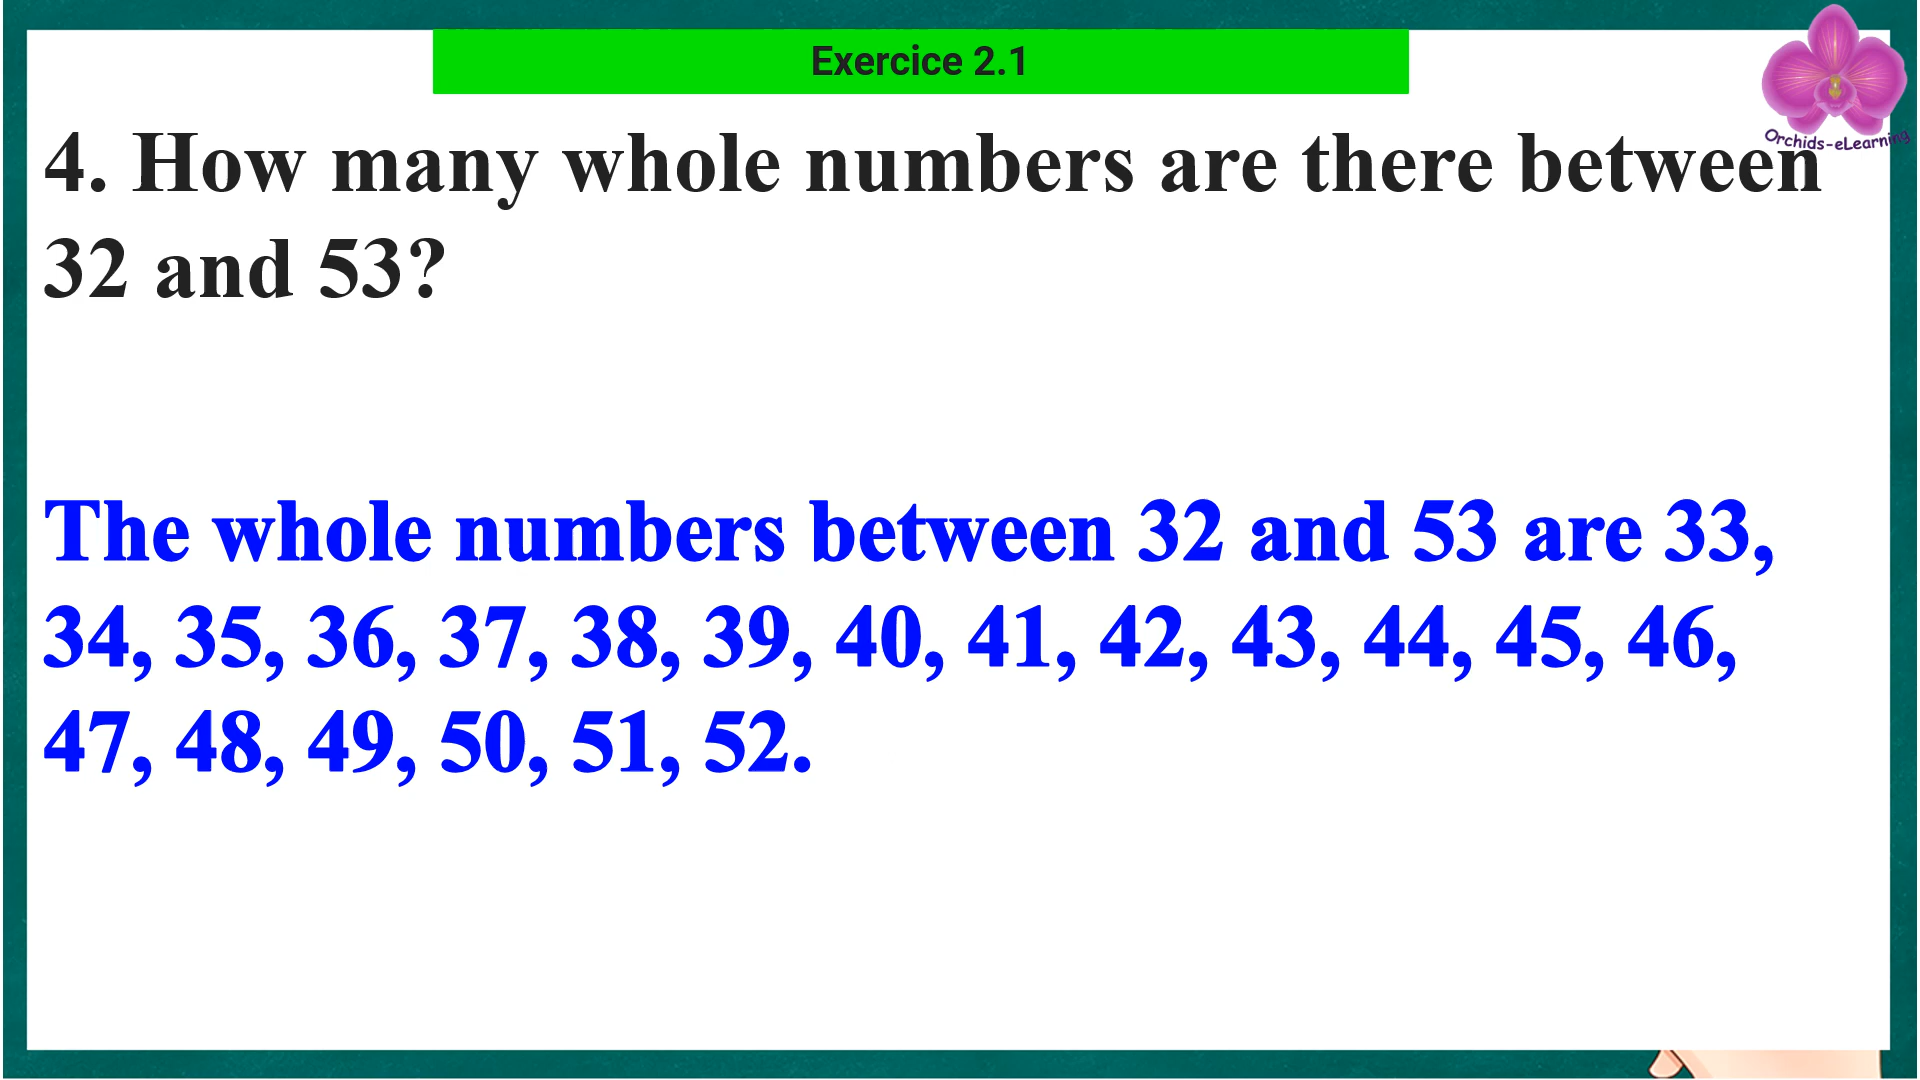 Exercice 2.1
Orchids-eLearning
4. How many whole numbers are there between
32 and 53?
The whole numbers between 32 and 53 are 33,
34, 35, 36, 37, 38, 39, 40, 41, 42, 43, 44, 45, 46,
47, 48, 49, 50, 51, 52.